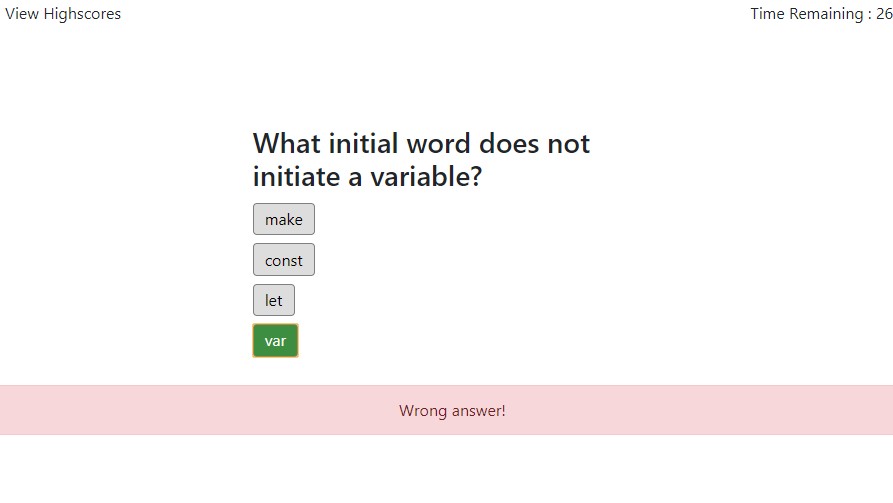 View Highscores
Time Remaining : 26
What initial word does not
initiate a variable?
make
const
let
var
Wrong answer!